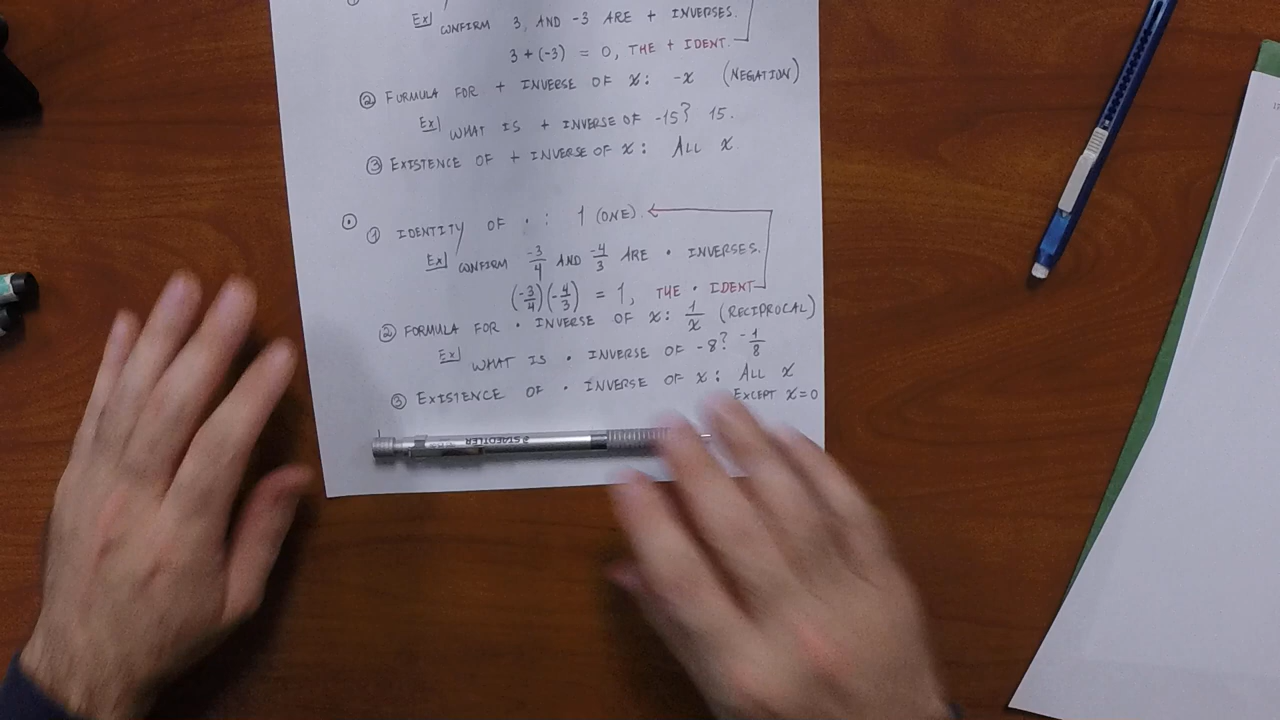 ①
Ex| CONFIRM 3, AND -3 ARE + INVERSES.
3 + (-3) = 0, THE + IDENT.
② FORMULA FOR + INVERSE OF x: -x (NEGATION)
Ex| WHAT IS + INVERSE OF -15? 15.
③ EXISTENCE OF + INVERSE OF x: ALL x.
⊙ ① IDENTITY OF · : 1 (ONE).
Ex| CONFIRM -3/4 AND -4/3 ARE · INVERSES.
(-3/4)(-4/3) = 1, THE · IDENT
② FORMULA FOR · INVERSE OF x: 1/x (RECIPROCAL)
Ex| WHAT IS · INVERSE OF -8? -1/8
③ EXISTENCE OF · INVERSE OF x: ALL x
EXCEPT x=0
STAEDTLER